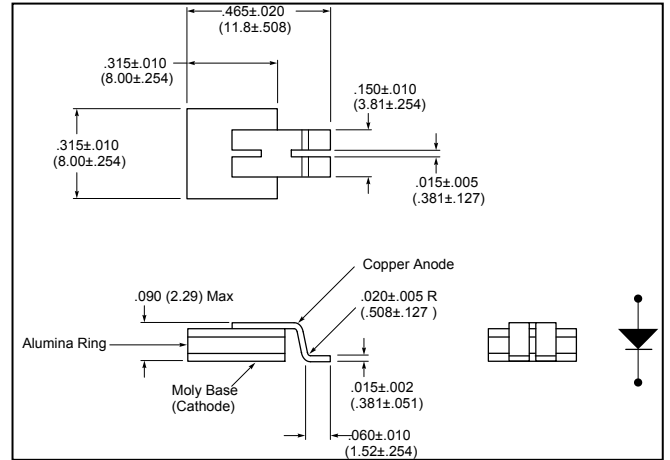 .465±.020
(11.8±.508)
.315±.010
(8.00±.254)
.150±.010
(3.81±.254)
.315±.010
(8.00±.254)
.015±.005
(.381±.127)
Copper Anode
.090 (2.29) Max
.020±.005 R
(.508±.127 )
Alumina Ring
Moly Base
(Cathode)
.015±.002
(.381±.051)
.060±.010
(1.52±.254)